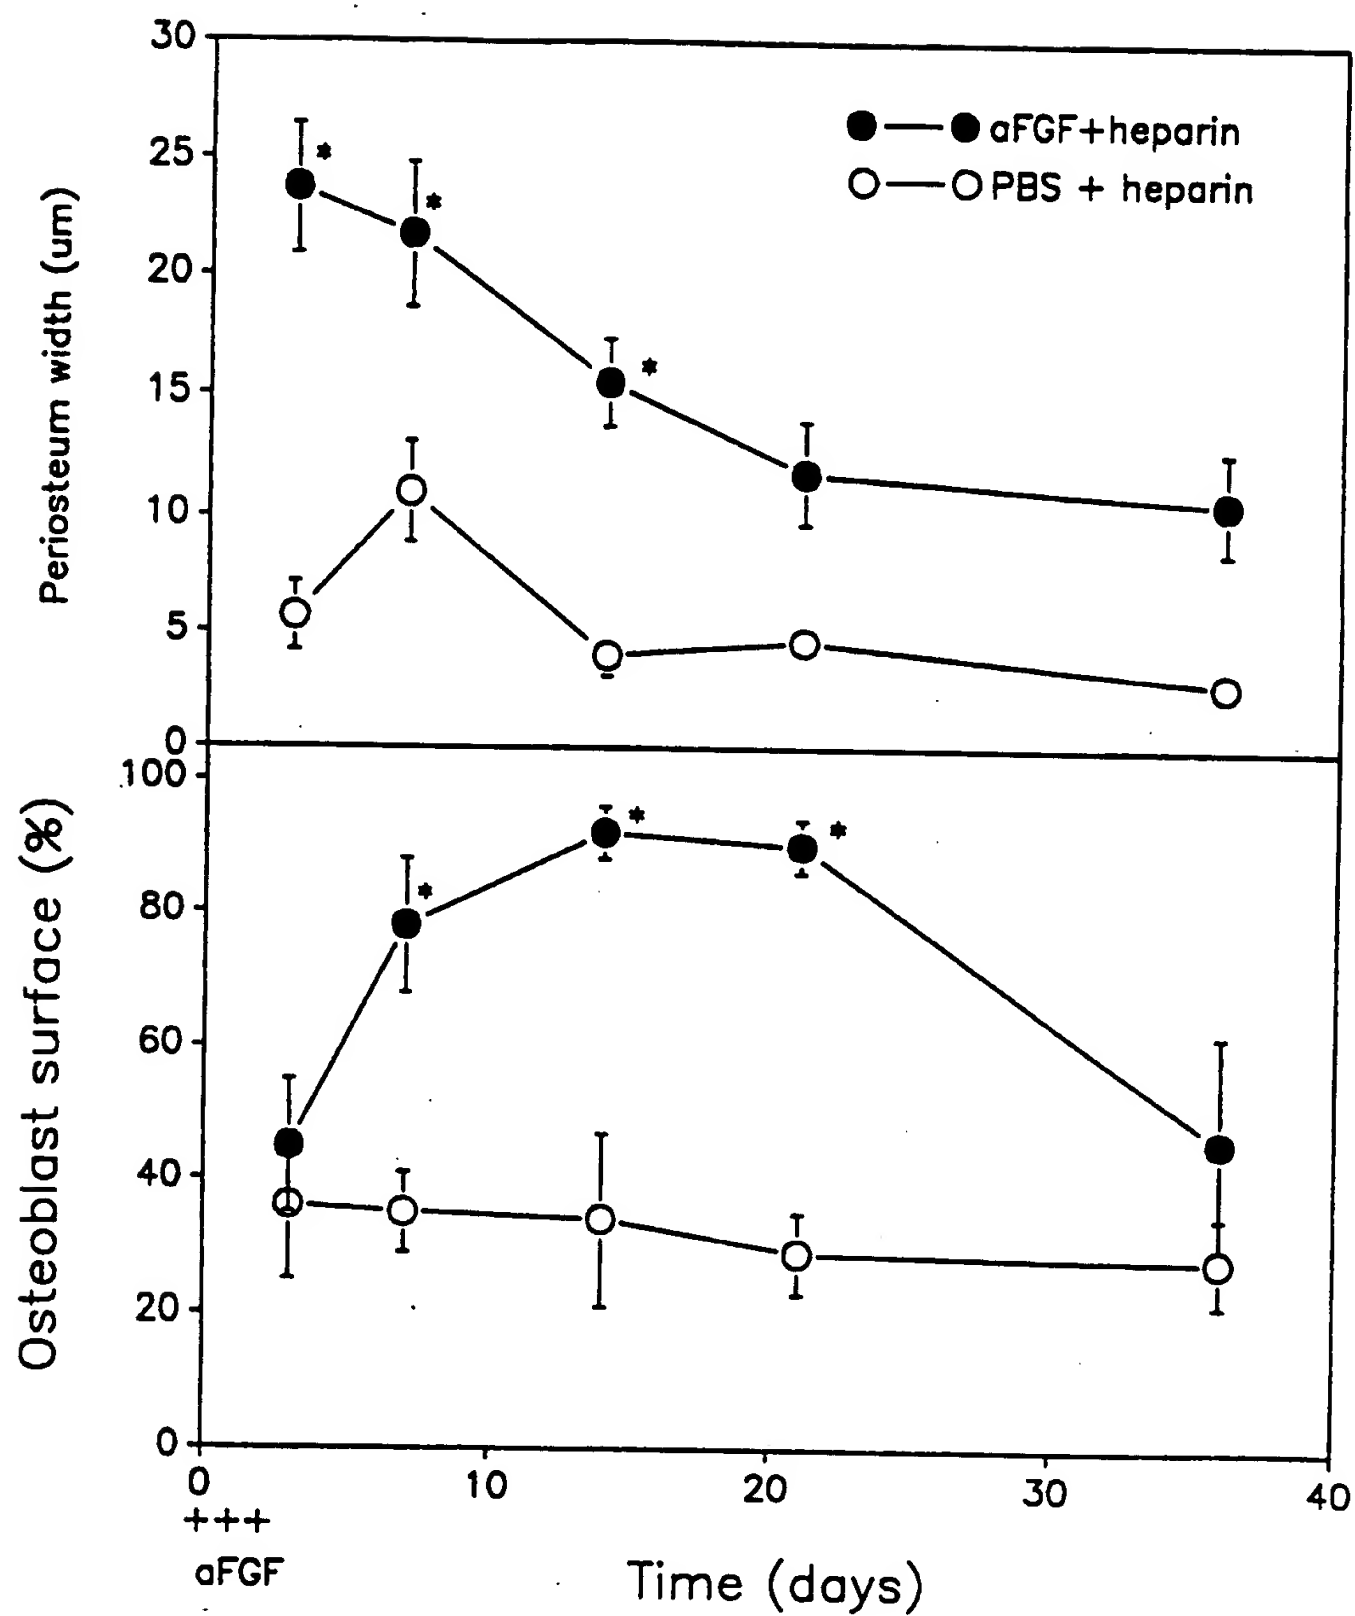 30
25
20
15
10
5
0
Periosteum width (um)
aFGF+heparin
PBS + heparin
*
*
*
100
80
60
40
20
0
Osteoblast surface (%)
*
*
*
0 10 20 30 40
+++
aFGF
Time (days)